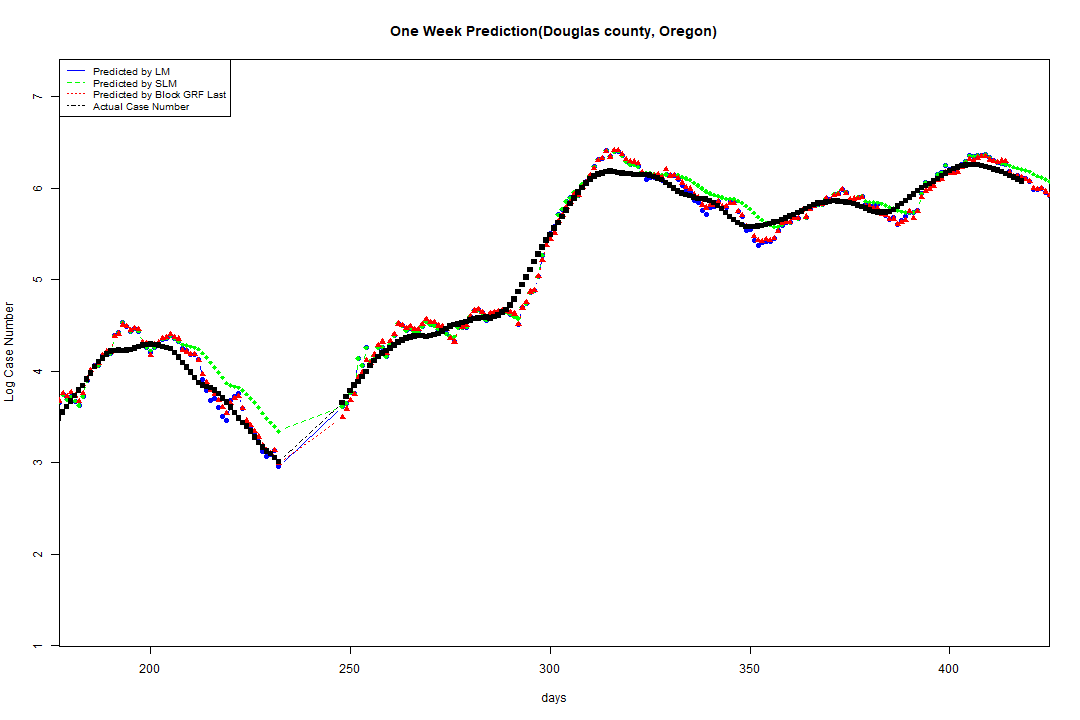 One Week Prediction(Douglas county, Oregon)
Predicted by LM
Predicted by SLM
Predicted by Block GRF Last
Actual Case Number
7
6
5
4
3
2
1
Log Case Number
200 250 300 350 400
days